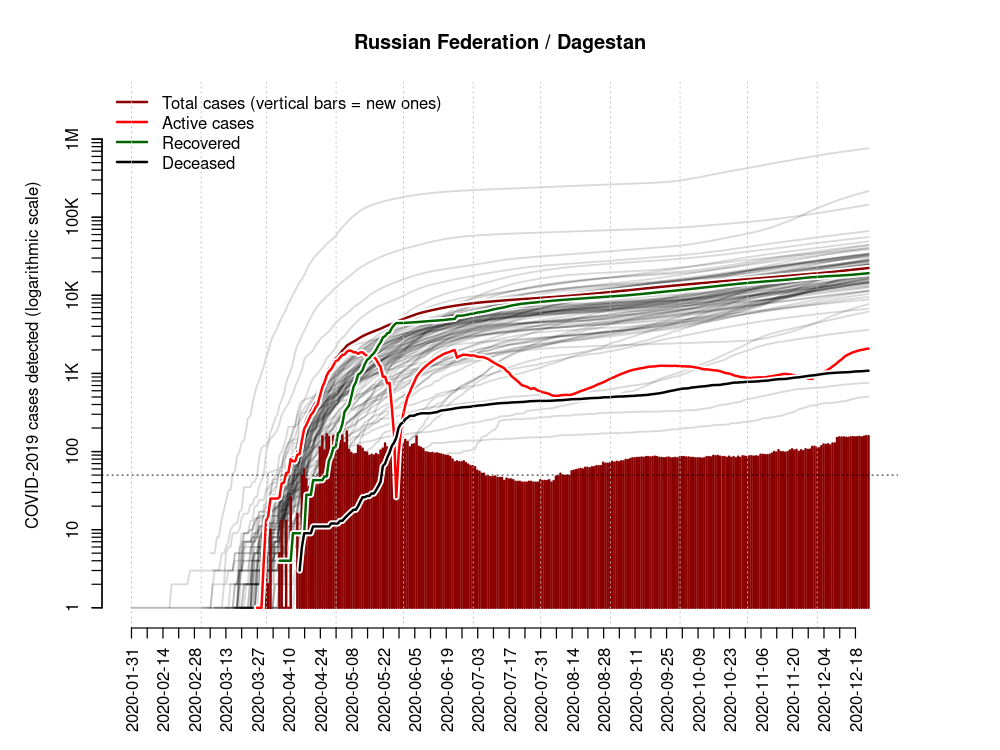 Russian Federation / Dagestan
Total cases (vertical bars = new ones)
Active cases
Recovered
Deceased
COVID-2019 cases detected (logarithmic scale)
1M
100K
10K
1K
100
10
1
2020-01-31
2020-02-14
2020-02-28
2020-03-13
2020-03-27
2020-04-10
2020-04-24
2020-05-08
2020-05-22
2020-06-05
2020-06-19
2020-07-03
2020-07-17
2020-07-31
2020-08-14
2020-08-28
2020-09-11
2020-09-25
2020-10-09
2020-10-23
2020-11-06
2020-11-20
2020-12-04
2020-12-18